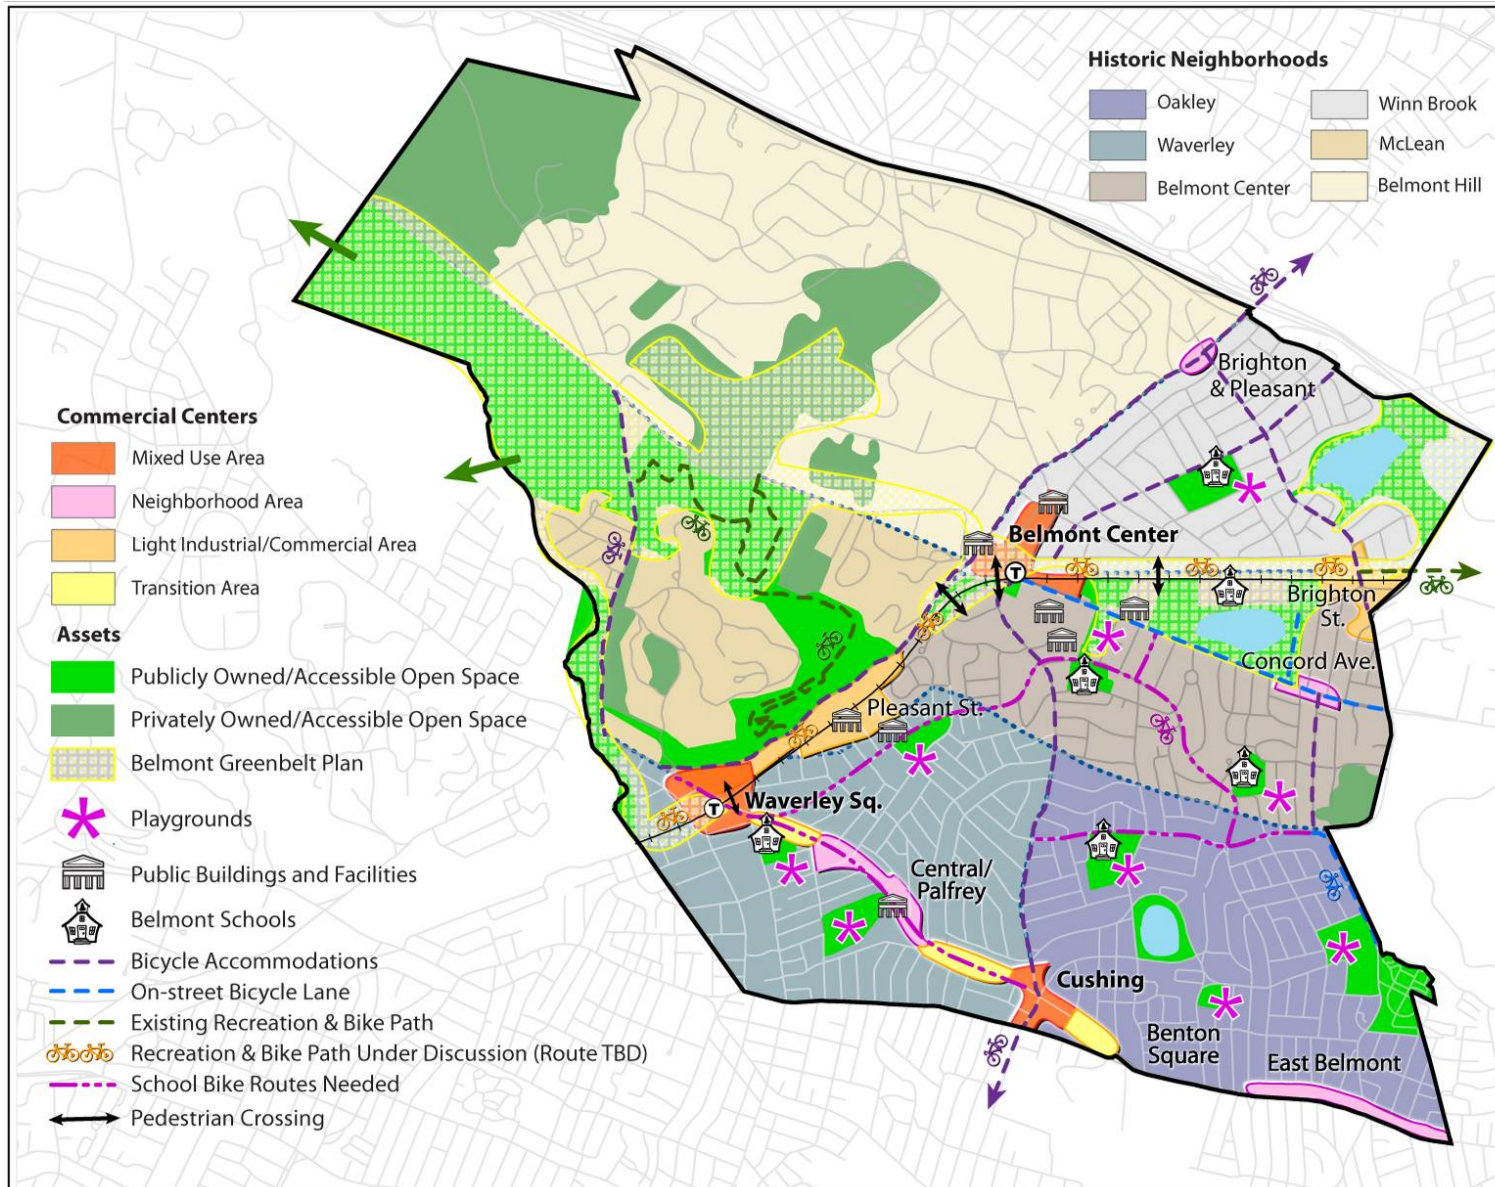 Historic Neighborhoods
Oakley
Winn Brook
Waverley
McLean
Belmont Center
Belmont Hill
Brighton
& Pleasant
Commercial Centers
Mixed Use Area
Neighborhood Area
Light Industrial/Commercial Area
Transition Area
Belmont Center
T
Brighton
St.
Assets
Publicly Owned/Accessible Open Space
Privately Owned/Accessible Open Space
Belmont Greenbelt Plan
Concord Ave.
Pleasant St.
Playgrounds
Waverley Sq.
T
Public Buildings and Facilities
Central/
Palfrey
Belmont Schools
Bicycle Accommodations
On-street Bicycle Lane
Existing Recreation & Bike Path
Recreation & Bike Path Under Discussion (Route TBD)
School Bike Routes Needed
Pedestrian Crossing
Cushing
Benton
Square
East Belmont